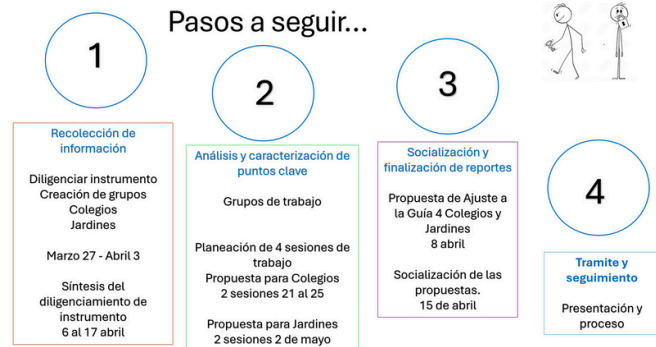 Pasos a seguir...
1
Recolección de
información
Diligenciar instrumento
Creación de grupos
Colegios
Jardines
Marzo 27 - Abril 3
Síntesis del
diligenciamiento de
instrumento
6 al 17 abril
2
Análisis y caracterización de
puntos clave
Grupos de trabajo
Planeación de 4 sesiones de
trabajo
Propuesta para Colegios
2 sesiones 21 al 25
Propuesta para Jardines
2 sesiones 2 de mayo
3
Socialización y
finalización de reportes
Propuesta de Ajuste a
la Guía 4 Colegios y
Jardines
8 abril
Socialización de las
propuestas.
15 de abril
4
Tramite y
seguimiento
Presentación y
proceso